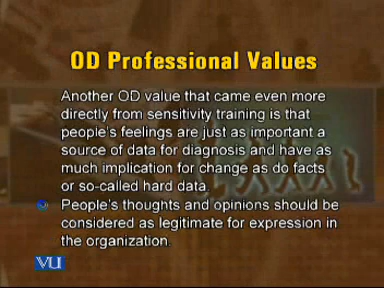 OD Professional Values
Another OD value that came even more
directly from sensitivity training is that
people's feelings are just as important a
source of data for diagnosis and have as
much implication for change as do facts
or so-called hard data.
People's thoughts and opinions should be
considered as legitimate for expression in
the organization.
VU